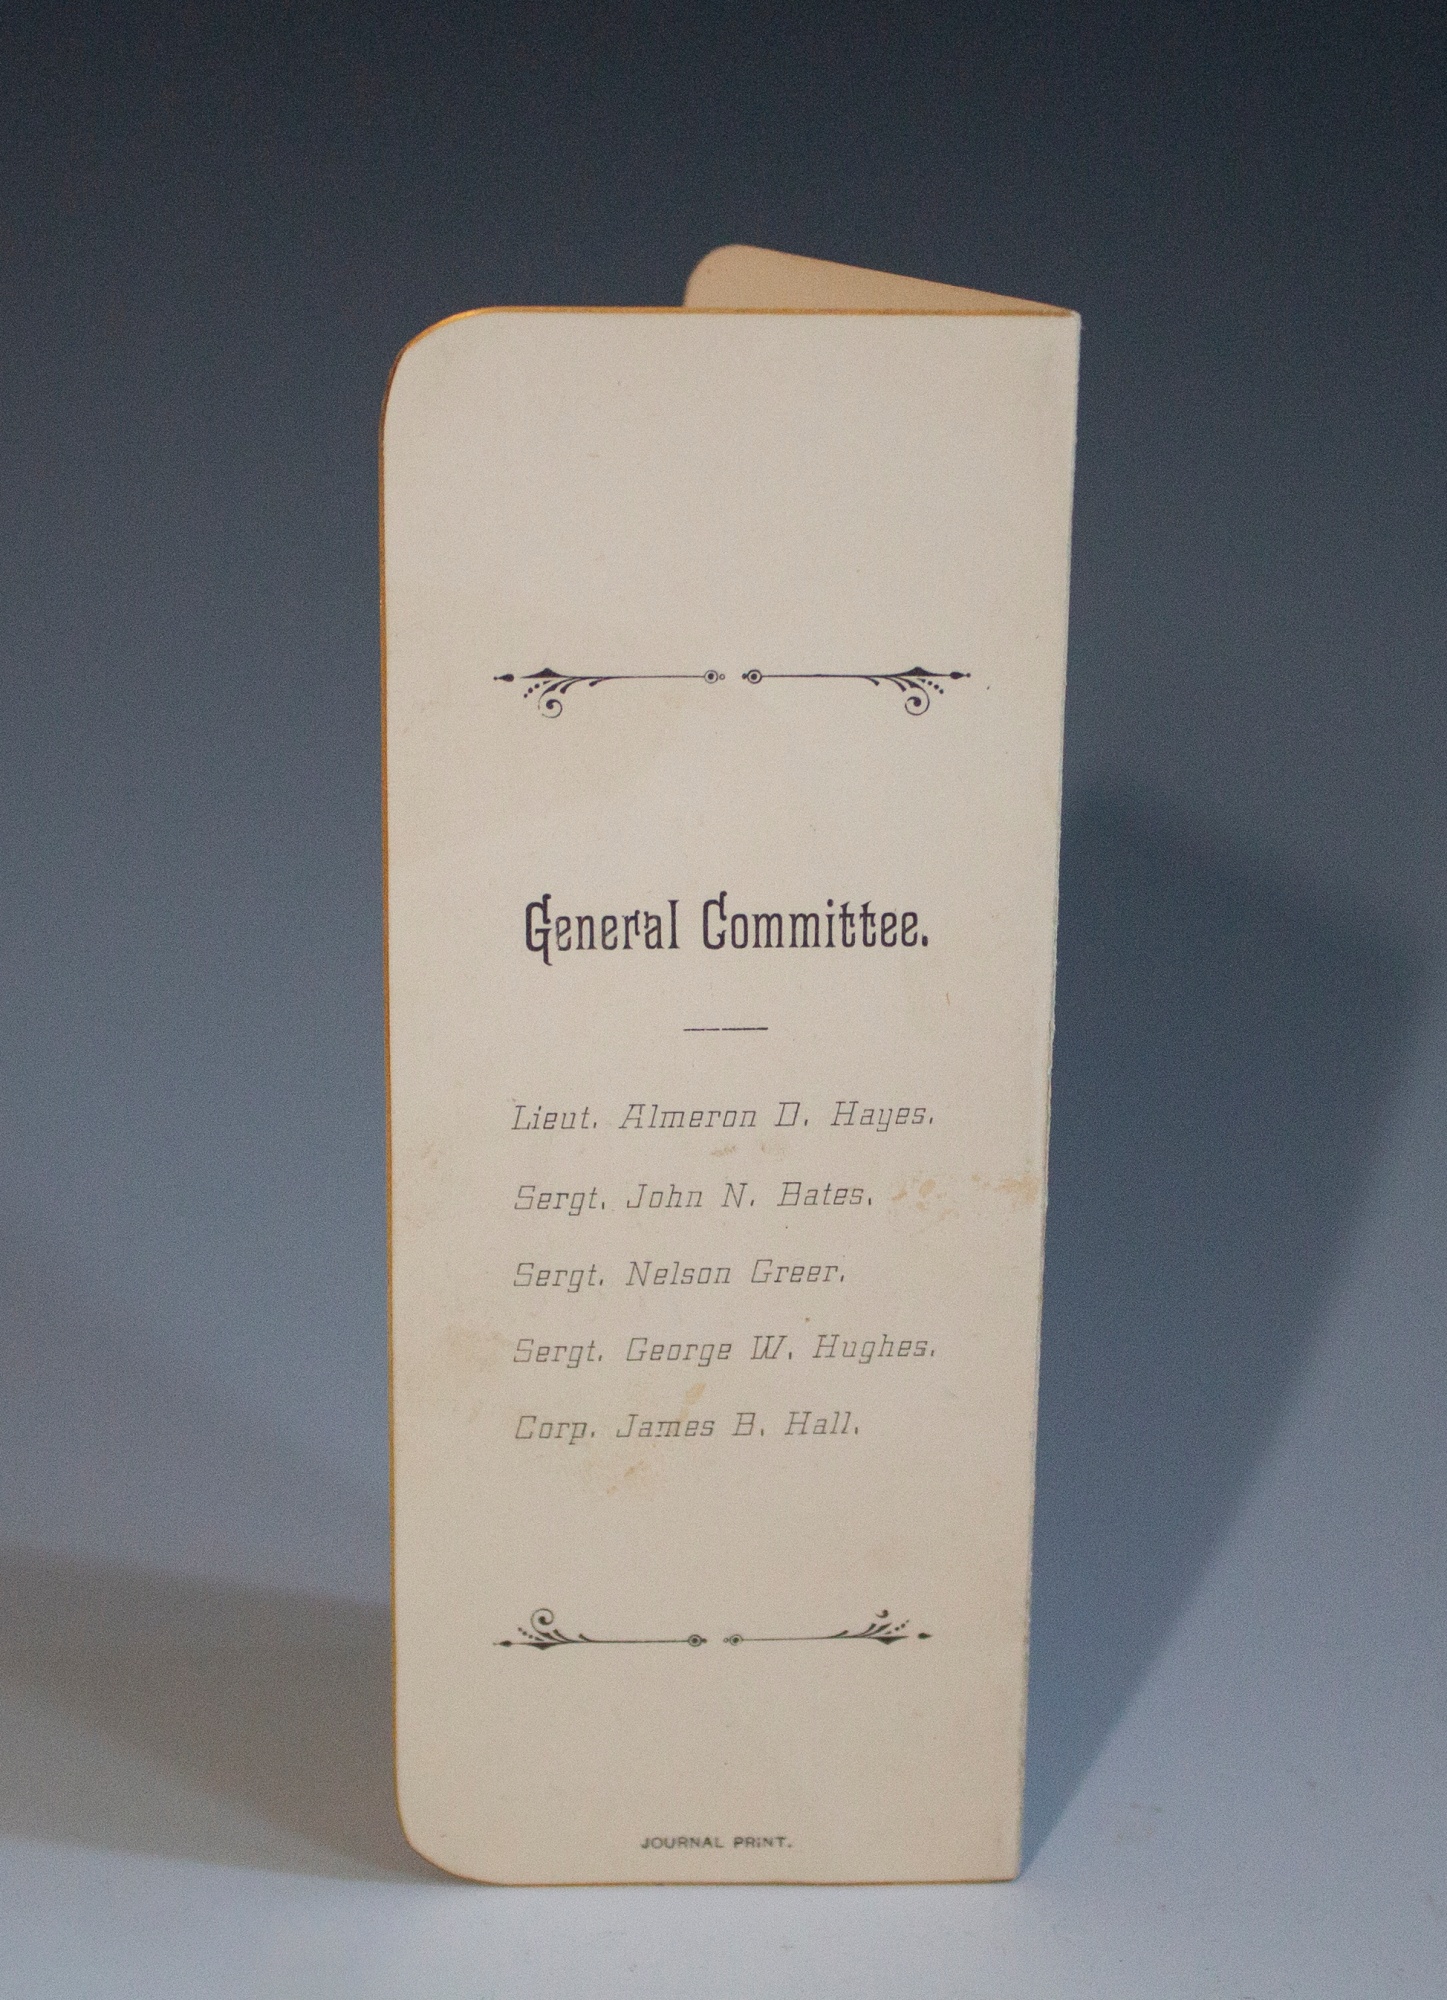 General Committee.
Lieut. Almeron D. Hayes.
Sergt. John N. Bates.
Sergt. Nelson Greer.
Sergt. George W. Hughes.
Corp. James B. Hall.
JOURNAL PRINT.